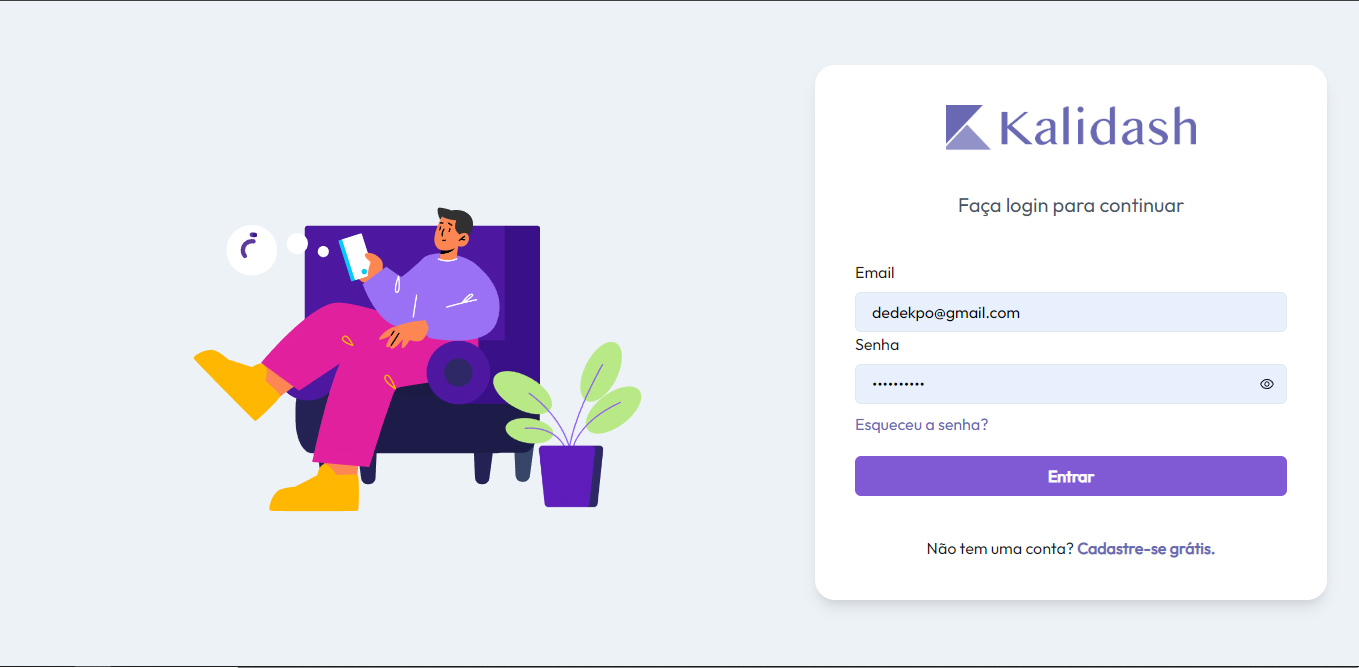 Kalidash
Faça login para continuar
Email
dedekpo@gmail.com
Senha
••••••••••
Esqueceu a senha?
Entrar
Não tem uma conta? Cadastre-se grátis.